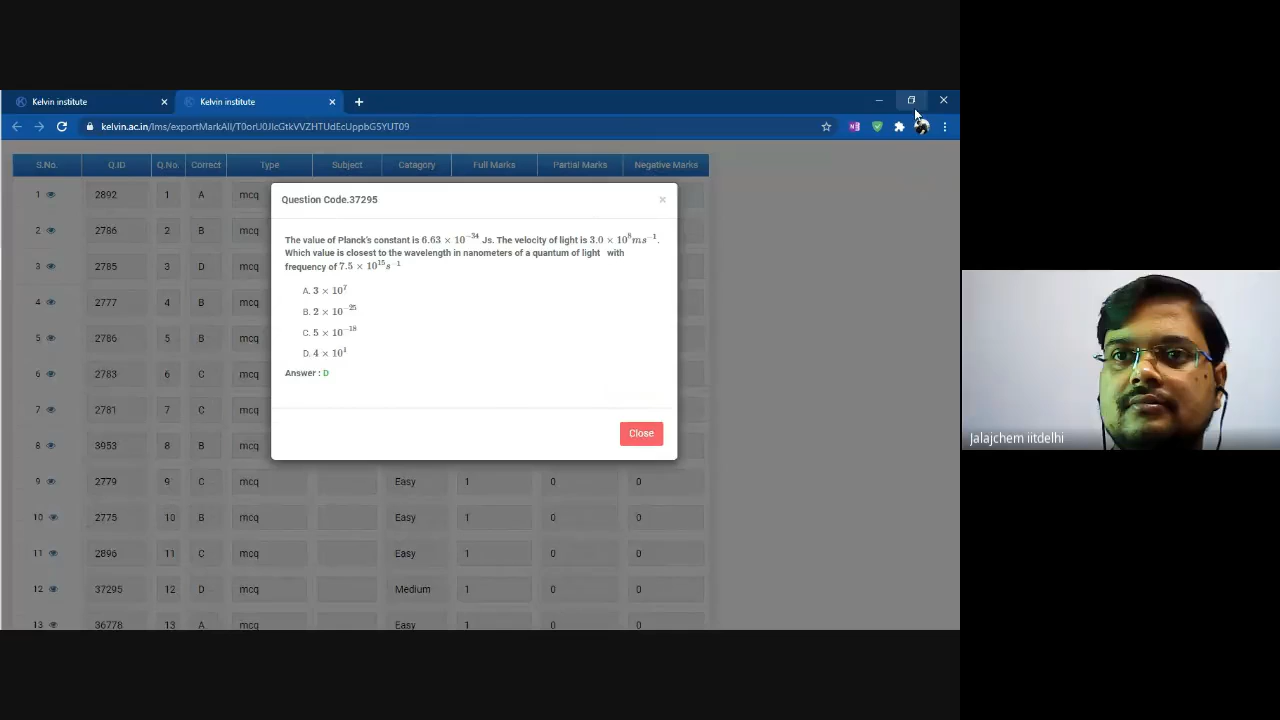 Kelvin institute
Kelvin institute
kelvin.ac.in/lms/exportMarkAll/T0orU0JlcGtkVVZHTUdEcUppbG5YUT09
S.No. Q.ID Q.No. Correct Type Subject Catagory Full Marks Partial Marks Negative Marks
1 2892 1 A mcq
2 2786 2 B mcq
3 2785 3 D mcq
4 2777 4 B mcq
5 2786 5 B mcq
6 2783 6 C mcq
7 2781 7 C mcq
8 3953 8 B mcq
9 2779 9 C mcq Easy 1 0 0
10 2775 10 B mcq Easy 1 0 0
11 2896 11 C mcq Easy 1 0 0
12 37295 12 D mcq Medium 1 0 0
13 36778 13 A mcq Easy 1 0 0
Question Code.37295 ×
The value of Planck's constant is 6.63 × 10⁻³⁴ Js. The velocity of light is 3.0 × 10⁸ms⁻¹.
Which value is closest to the wavelength in nanometers of a quantum of light with
frequency of 7.5 × 10¹⁵s⁻¹
A. 3 × 10⁷
B. 2 × 10⁻²⁵
C. 5 × 10⁻¹⁸
D. 4 × 10¹
Answer : D
Close
Jalajchem iitdelhi